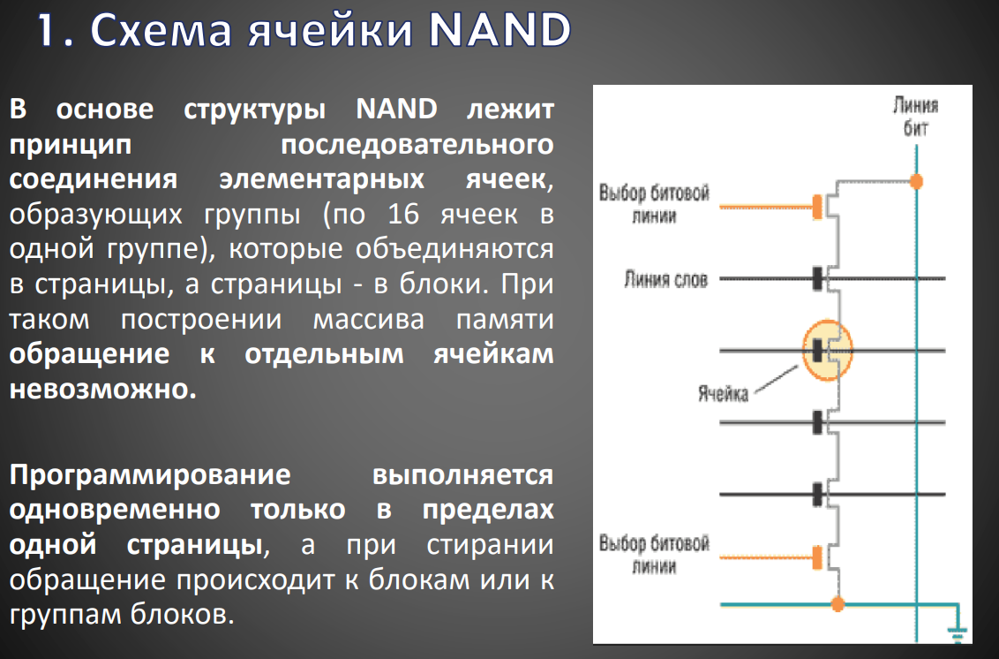 1. Схема ячейки NAND
В основе структуры NAND лежит
принцип последовательного
соединения элементарных ячеек,
образующих группы (по 16 ячеек в
одной группе), которые объединяются
в страницы, а страницы - в блоки. При
таком построении массива памяти
обращение к отдельным ячейкам
невозможно.
Программирование выполняется
одновременно только в пределах
одной страницы, а при стирании
обращение происходит к блокам или к
группам блоков.
Линия
бит
Выбор битовой
линии
Линия слов
Ячейка
Выбор битовой
линии